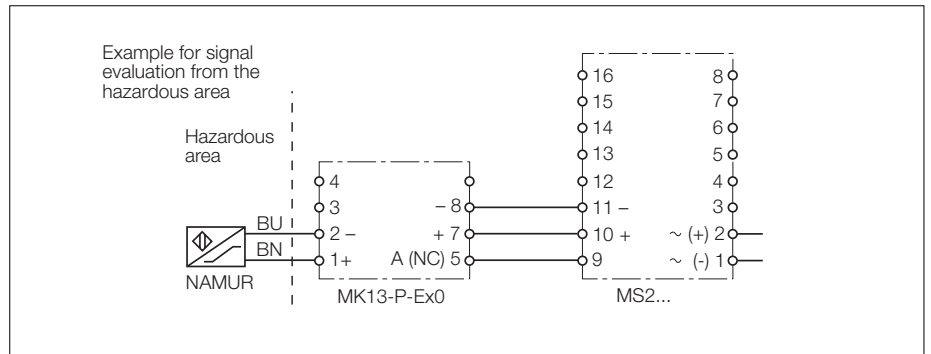 Example for signal
evaluation from the
hazardous area
Hazardous
area
BU
BN
NAMUR
4
3
2 –
1+
– 8
+ 7
A (NC) 5
MK13-P-Ex0
16
15
14
13
12
11 –
10 +
9
8
7
6
5
4
3
~ (+) 2
~ (-) 1
MS2...